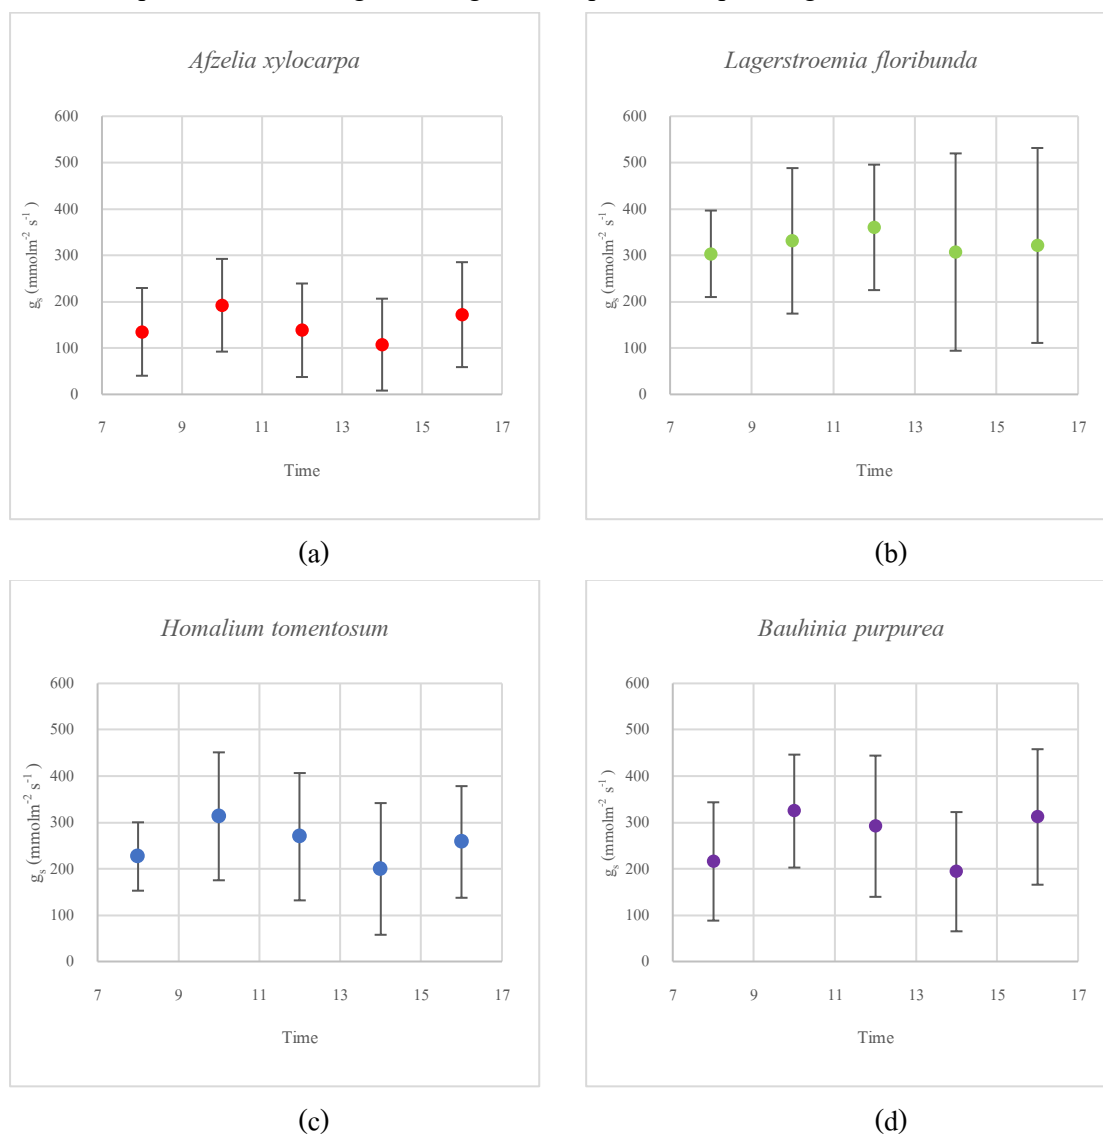 Afzelia xylocarpa
600
500
400
300
200
100
0
g_s (mmolm^-2 s^-1)
7 9 11 13 15 17
Time
(a)
Lagerstroemia floribunda
600
500
400
300
200
100
0
g_s (mmolm^-2 s^-1)
7 9 11 13 15 17
Time
(b)
Homalium tomentosum
600
500
400
300
200
100
0
g_s (mmolm^-2 s^-1)
7 9 11 13 15 17
Time
(c)
Bauhinia purpurea
600
500
400
300
200
100
0
g_s (mmolm^-2 s^-1)
7 9 11 13 15 17
Time
(d)